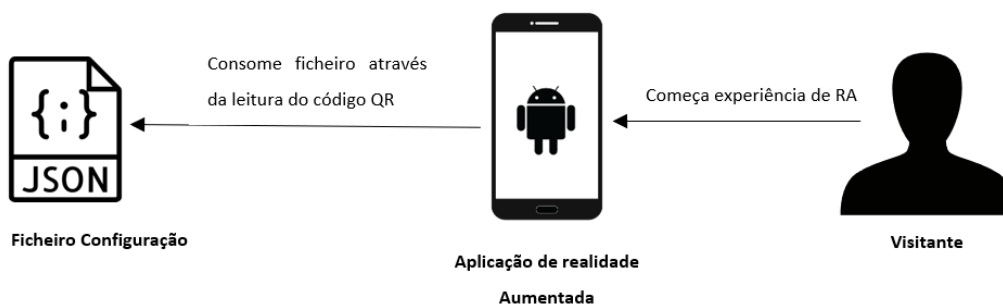 Consome ficheiro através
da leitura do código QR
Começa experiência de RA
{;}
JSON
Ficheiro Configuração
Aplicação de realidade
Aumentada
Visitante